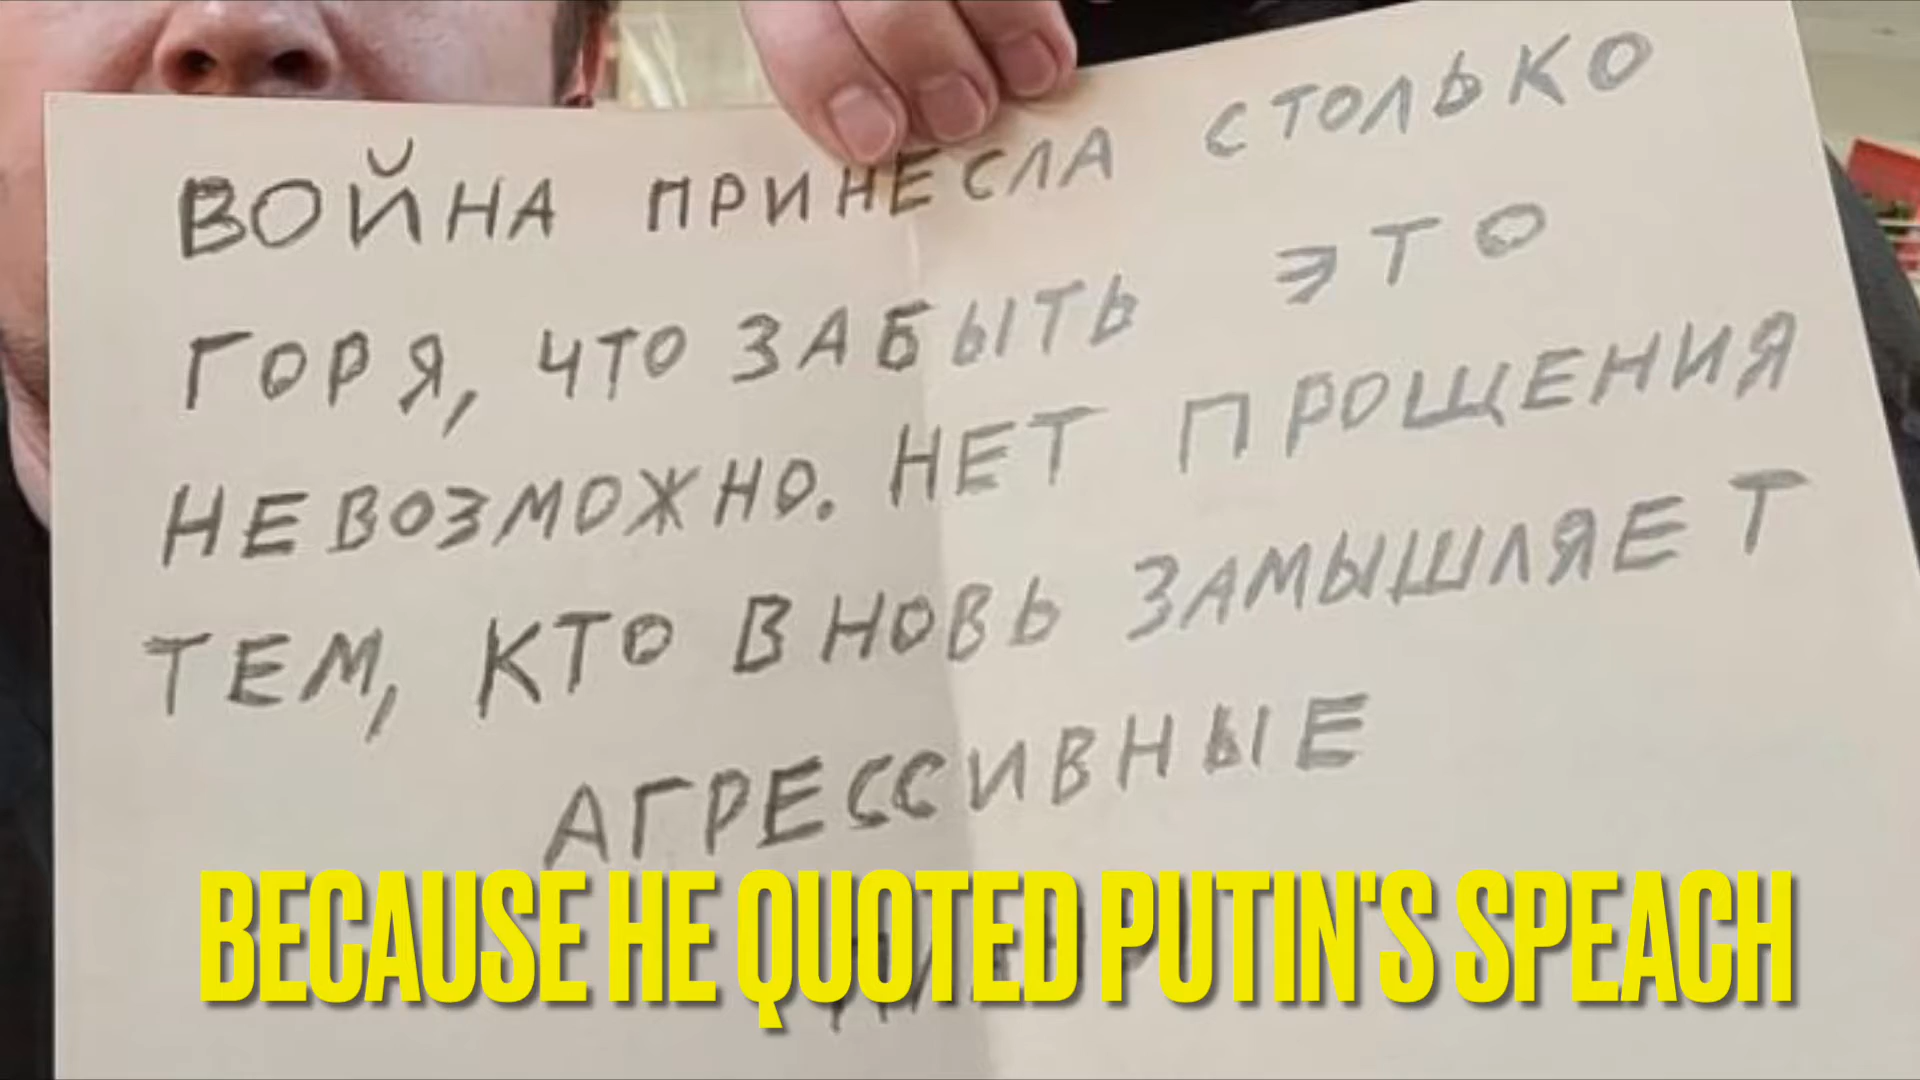 ВОЙНА ПРИНЕСЛА СТОЛЬКО
ГОРЯ, ЧТО ЗАБЫТЬ ЭТО
НЕВОЗМОЖНО. НЕТ ПРОЩЕНИЯ
ТЕМ, КТО ВНОВЬ ЗАМЫШЛЯЕТ
АГРЕССИВНЫЕ
BECAUSE HE QUOTED PUTIN'S SPEACH